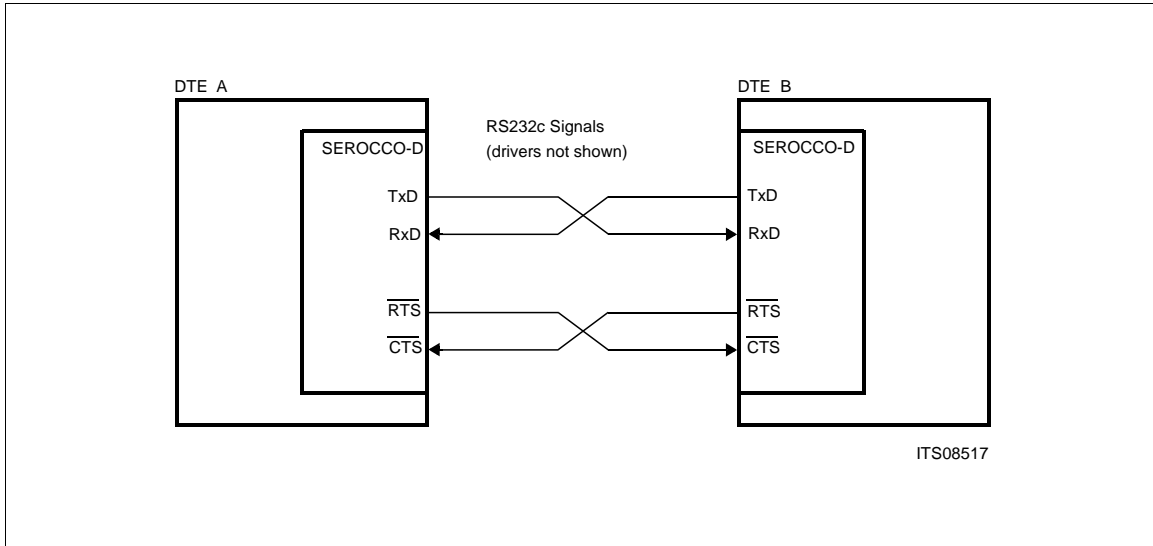 DTE A
DTE B
RS232c Signals
(drivers not shown)
SEROCCO-D
SEROCCO-D
TxD
TxD
RxD
RxD
RTS
RTS
CTS
CTS
ITS08517